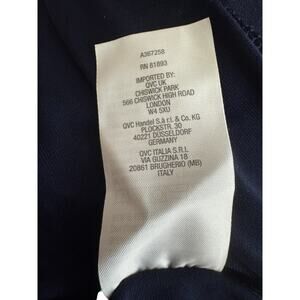 A367258
RN 81893
IMPORTED BY:
QVC UK
CHISWICK PARK
566 CHISWICK HIGH ROAD
LONDON
W4 5XU
QVC Handel S.à r.l. & Co. KG
PLOCKSTR. 30
40221 DÜSSELDORF
GERMANY
QVC ITALIA S.R.L
VIA GUZZINA 18
20861 BRUGHERIO (MB)
ITALY